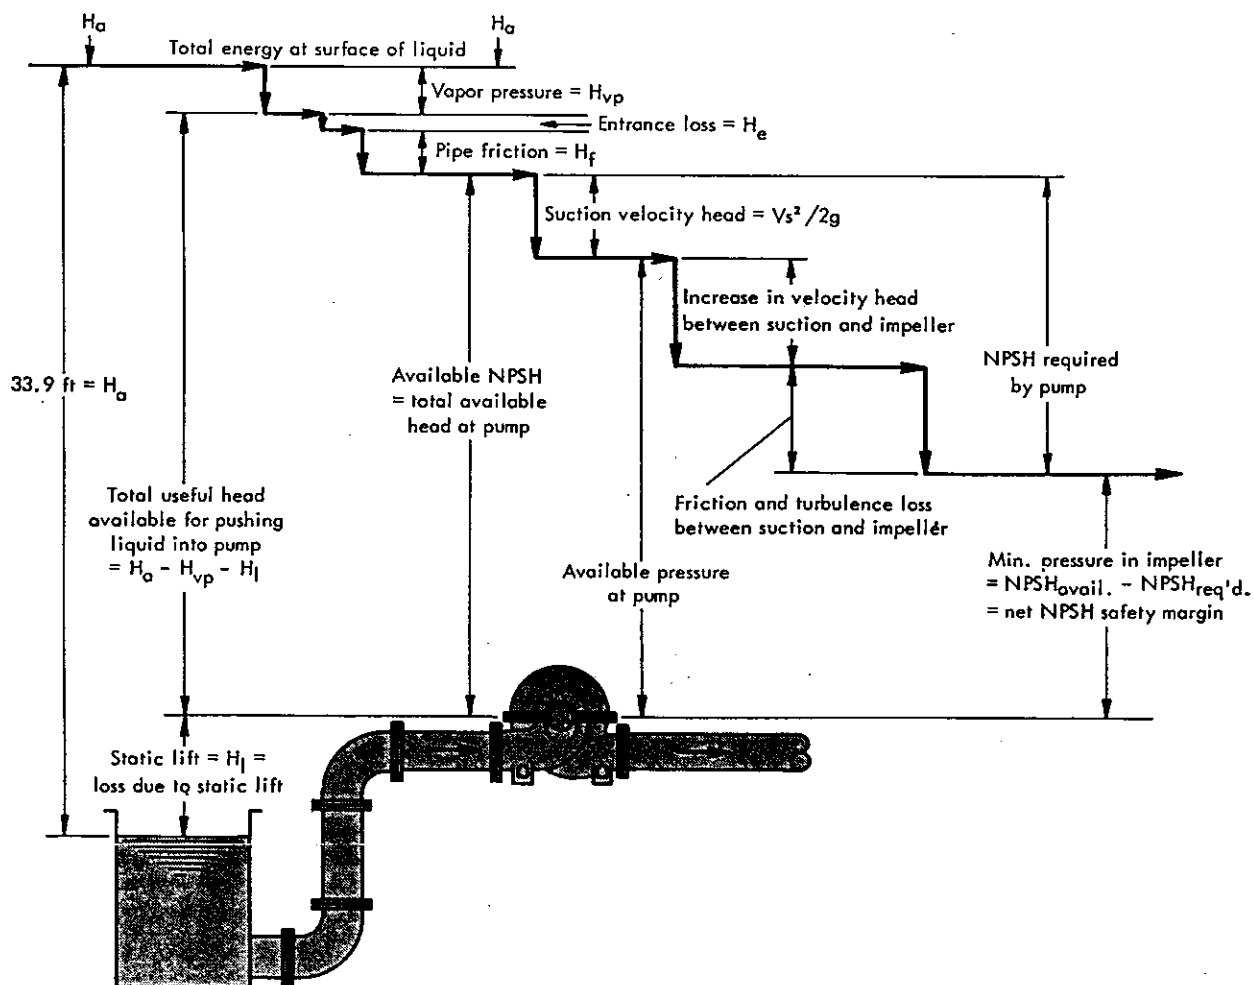 Hₐ
Hₐ
Total energy at surface of liquid
Vapor pressure = Hvp
Entrance loss = Hₑ
Pipe friction = Hf
Suction velocity head = Vs²/2g
Increase in velocity head
between suction and impeller
33.9 ft = Hₐ
Available NPSH
= total available
head at pump
NPSH required
by pump
Total useful head
available for pushing
liquid into pump
= Hₐ - Hvp - Hl
Friction and turbulence loss
between suction and impeller
Available pressure
at pump
Min. pressure in impeller
= NPSHavail. - NPSHreq'd.
= net NPSH safety margin
Static lift = Hl =
loss due to static lift